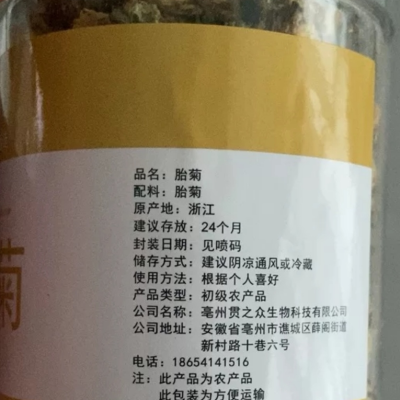 菊
品名：胎菊
配料：胎菊
原产地：浙江
建议存放：24个月
封装日期：见喷码
储存方式：建议阴凉通风或冷藏
使用方法：根据个人喜好
产品类型：初级农产品
公司名称：亳州贯之众生物科技有限公司
公司地址：安徽省亳州市谯城区薛阁街道
新村路十巷六号
电话：18654141516
注：此产品为农产品
此包装为方便运输